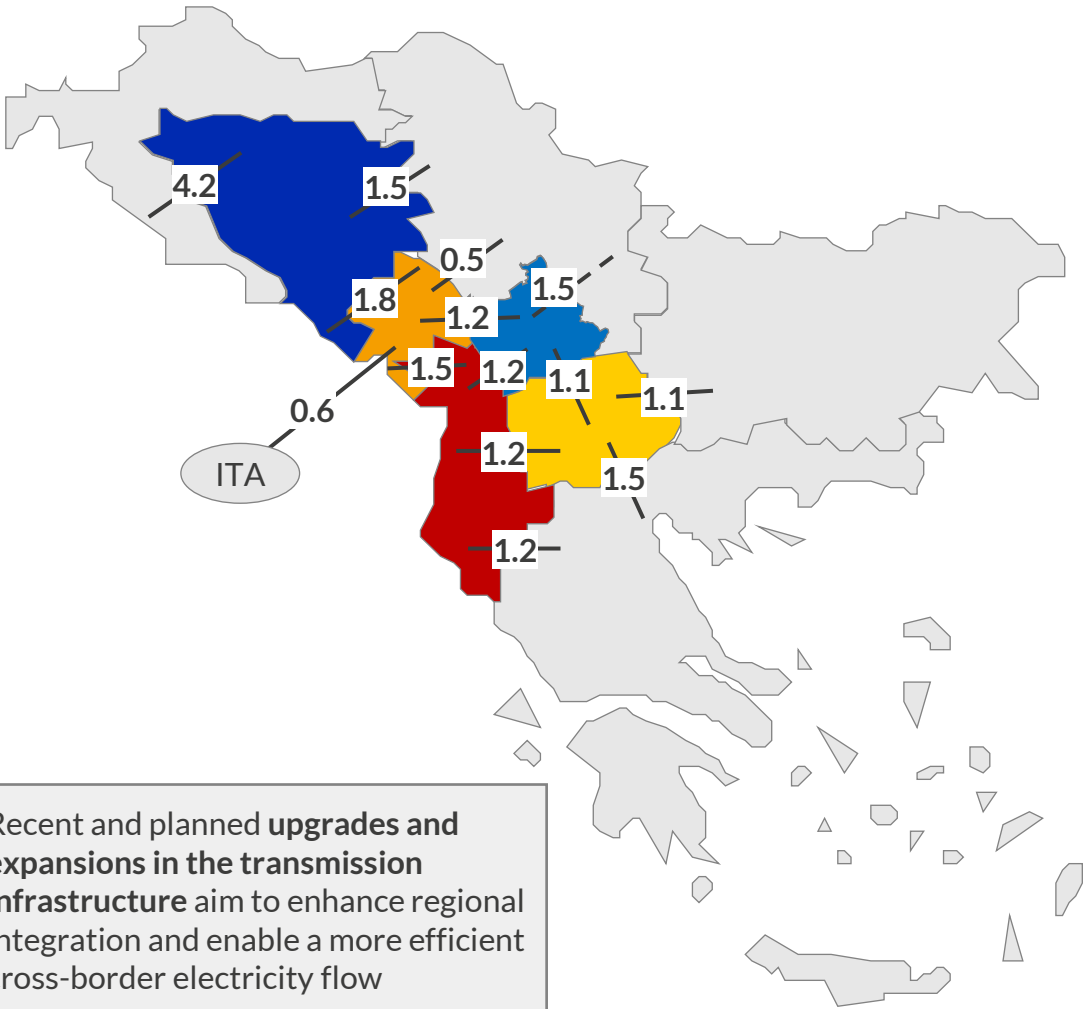 4.2
1.5
0.5
1.5
1.8
1.2
1.5
1.2
1.1
1.1
0.6
1.2
ITA
1.5
1.2
Recent and planned upgrades and
expansions in the transmission
infrastructure aim to enhance regional
integration and enable a more efficient
cross-border electricity flow